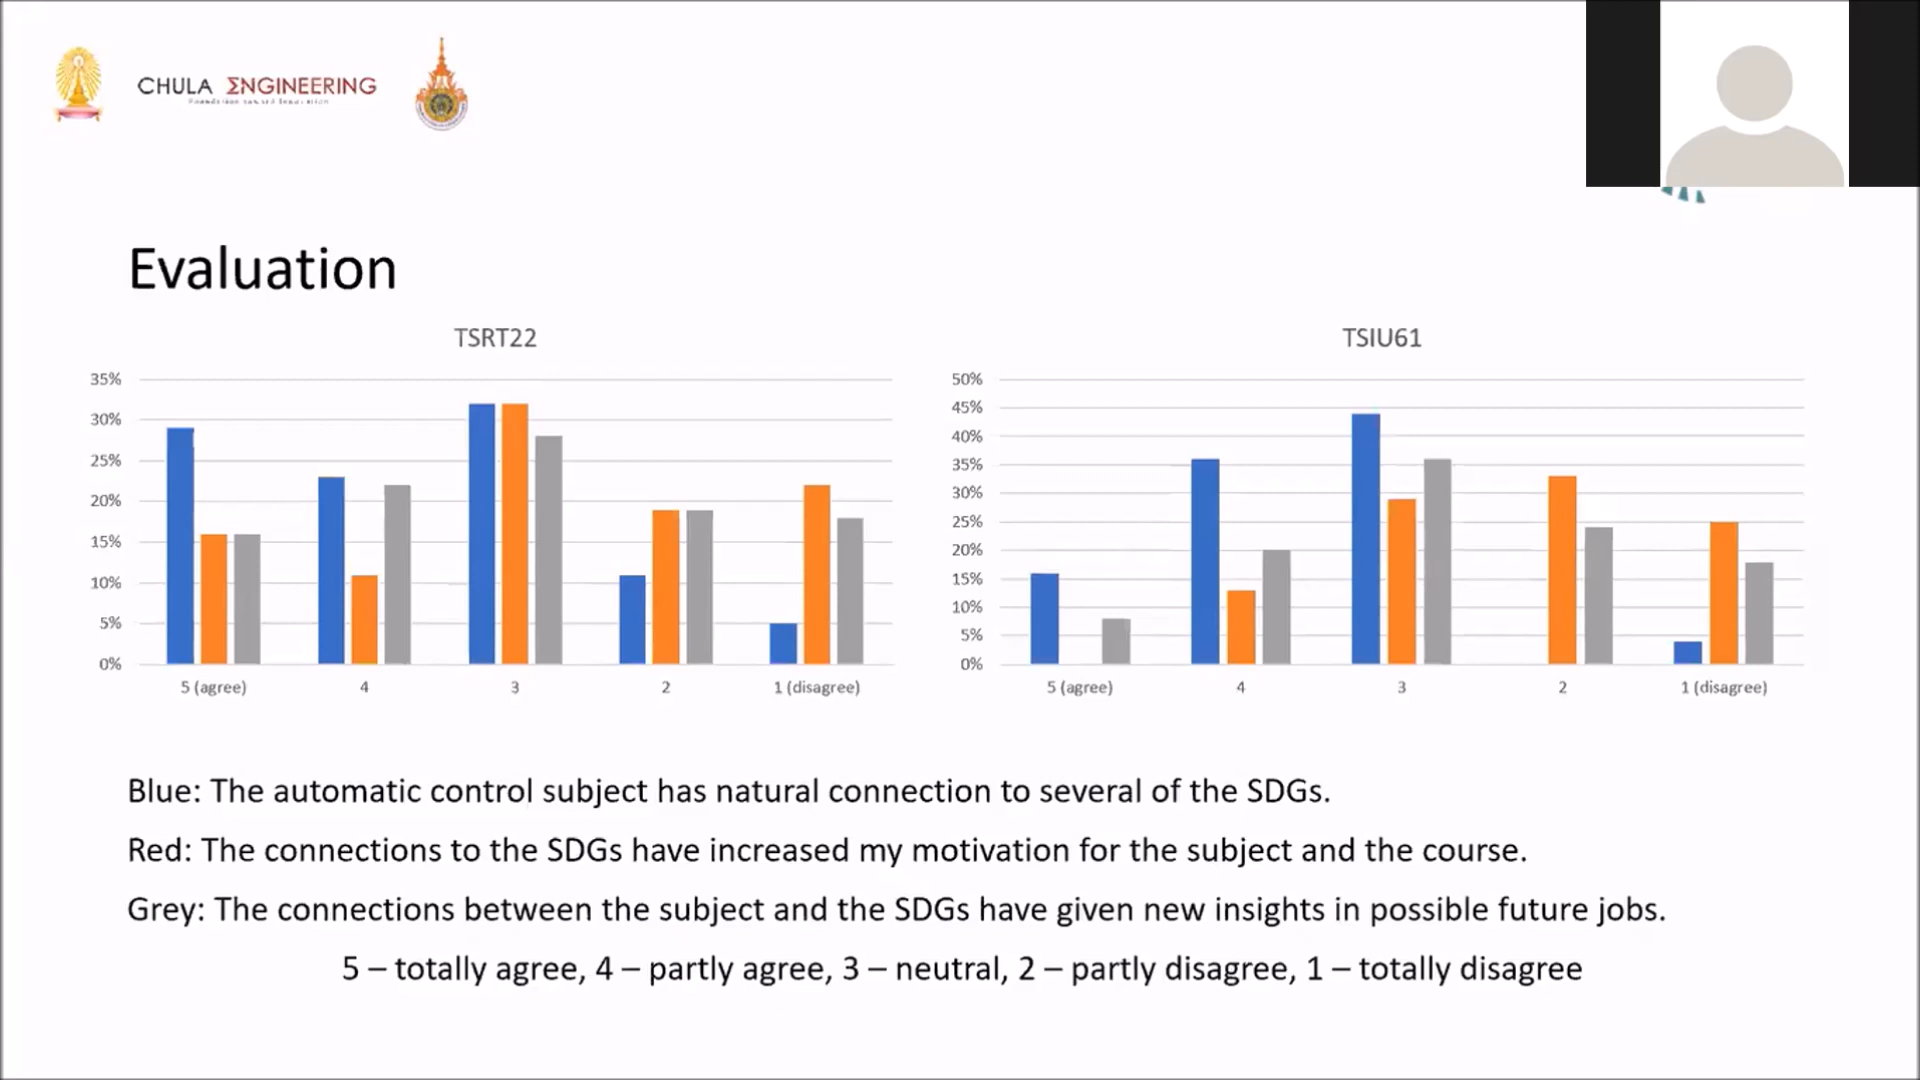 CHULA ΣNGINEERING
Evaluation
TSRT22
35%
30%
25%
20%
15%
10%
5%
0%
5 (agree)
4
3
2
1 (disagree)
TSIU61
50%
45%
40%
35%
30%
25%
20%
15%
10%
5%
0%
5 (agree)
4
3
2
1 (disagree)
Blue: The automatic control subject has natural connection to several of the SDGs.
Red: The connections to the SDGs have increased my motivation for the subject and the course.
Grey: The connections between the subject and the SDGs have given new insights in possible future jobs.
5 – totally agree, 4 – partly agree, 3 – neutral, 2 – partly disagree, 1 – totally disagree